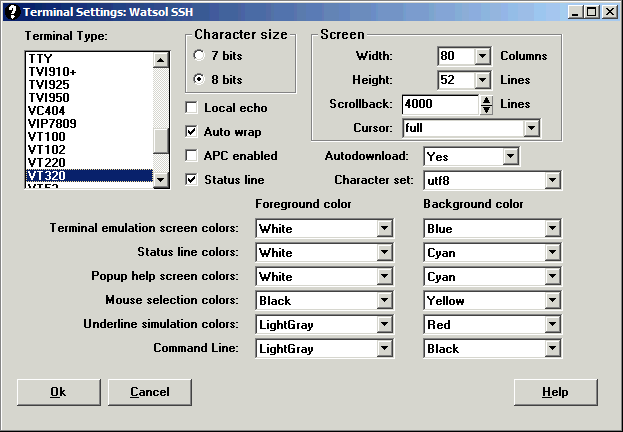 Terminal Settings: Watsol SSH
Terminal Type:
TTY
TVI910+
TVI925
TVI950
VC404
VIP7809
VT100
VT102
VT220
VT320
Character size
7 bits
8 bits
Local echo
Auto wrap
APC enabled
Status line
Screen
Width: 80 Columns
Height: 52 Lines
Scrollback: 4000 Lines
Cursor: full
Autodownload: Yes
Character set: utf8
Foreground color Background color
Terminal emulation screen colors: White Blue
Status line colors: White Cyan
Popup help screen colors: White Cyan
Mouse selection colors: Black Yellow
Underline simulation colors: LightGray Red
Command Line: LightGray Black
Ok Cancel Help